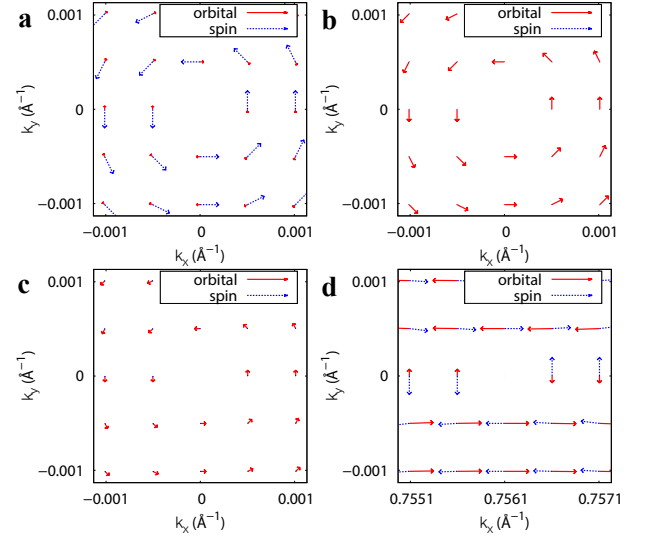 a
orbital
spin
0.001
0
−0.001
k_y (Å⁻¹)
−0.001 0 0.001
k_x (Å⁻¹)
b
orbital
spin
0.001
0
−0.001
k_y (Å⁻¹)
−0.001 0 0.001
k_x (Å⁻¹)
c
orbital
spin
0.001
0
−0.001
k_y (Å⁻¹)
−0.001 0 0.001
k_x (Å⁻¹)
d
orbital
spin
0.001
0
−0.001
k_y (Å⁻¹)
0.7551 0.7561 0.7571
k_x (Å⁻¹)